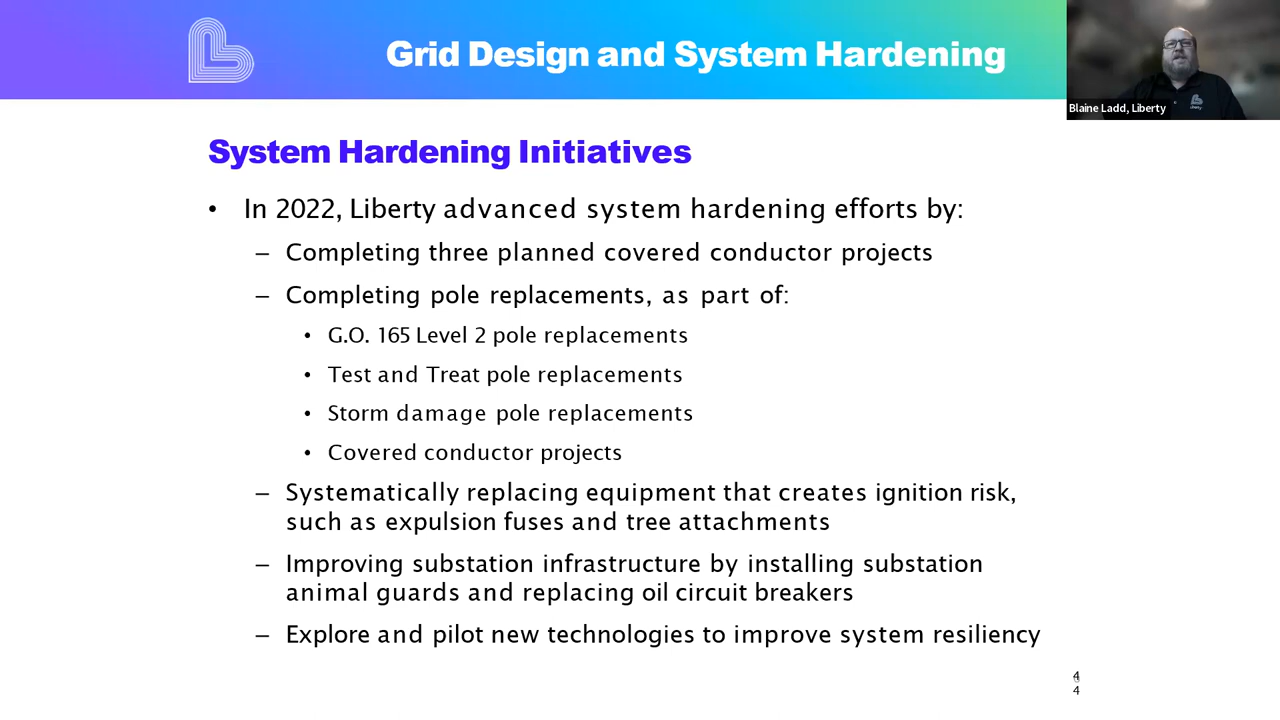 Grid Design and System Hardening
Blaine Ladd, Liberty
System Hardening Initiatives
• In 2022, Liberty advanced system hardening efforts by:
– Completing three planned covered conductor projects
– Completing pole replacements, as part of:
• G.O. 165 Level 2 pole replacements
• Test and Treat pole replacements
• Storm damage pole replacements
• Covered conductor projects
– Systematically replacing equipment that creates ignition risk,
such as expulsion fuses and tree attachments
– Improving substation infrastructure by installing substation
animal guards and replacing oil circuit breakers
– Explore and pilot new technologies to improve system resiliency
4
4